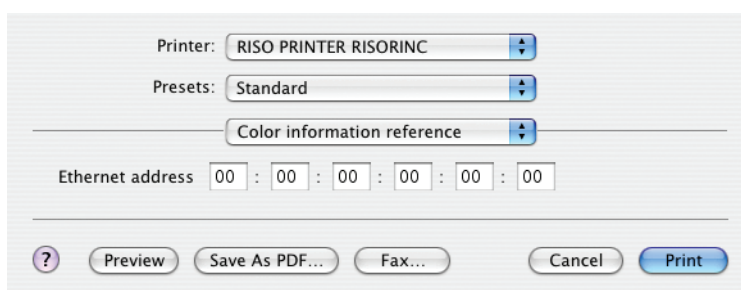 Printer: RISO PRINTER RISORINC
Presets: Standard
Color information reference
Ethernet address 00 : 00 : 00 : 00 : 00 : 00
? Preview Save As PDF... Fax... Cancel Print